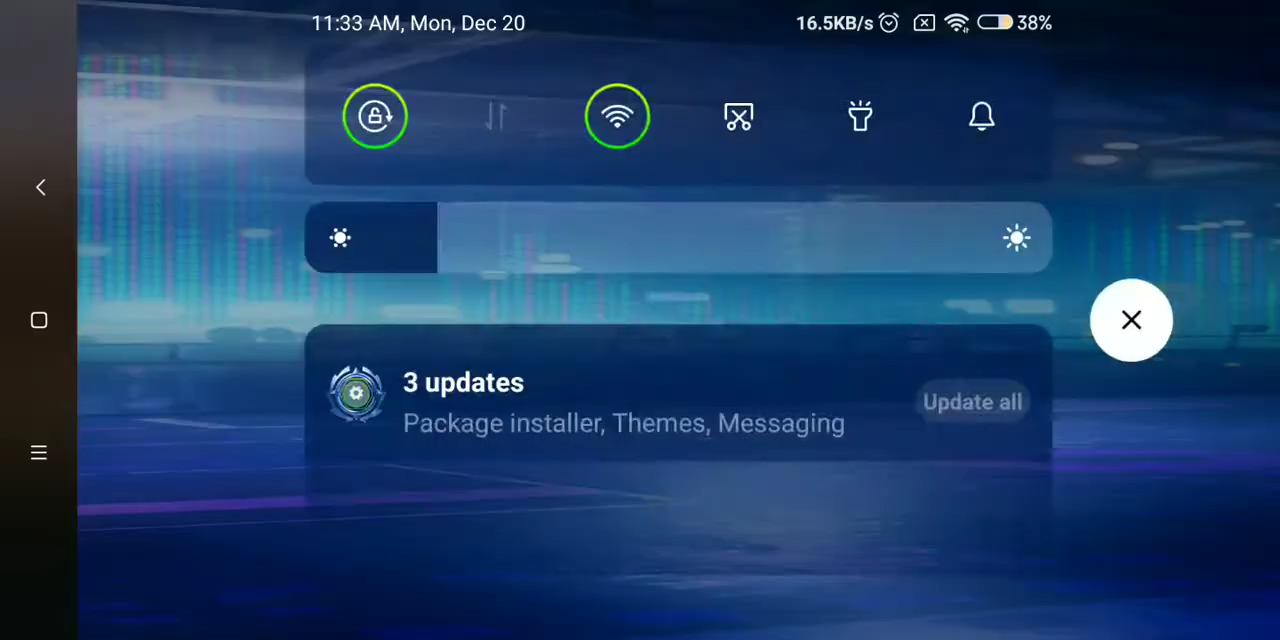 11:33 AM, Mon, Dec 20
16.5KB/s 38%
3 updates
Package installer, Themes, Messaging
Update all